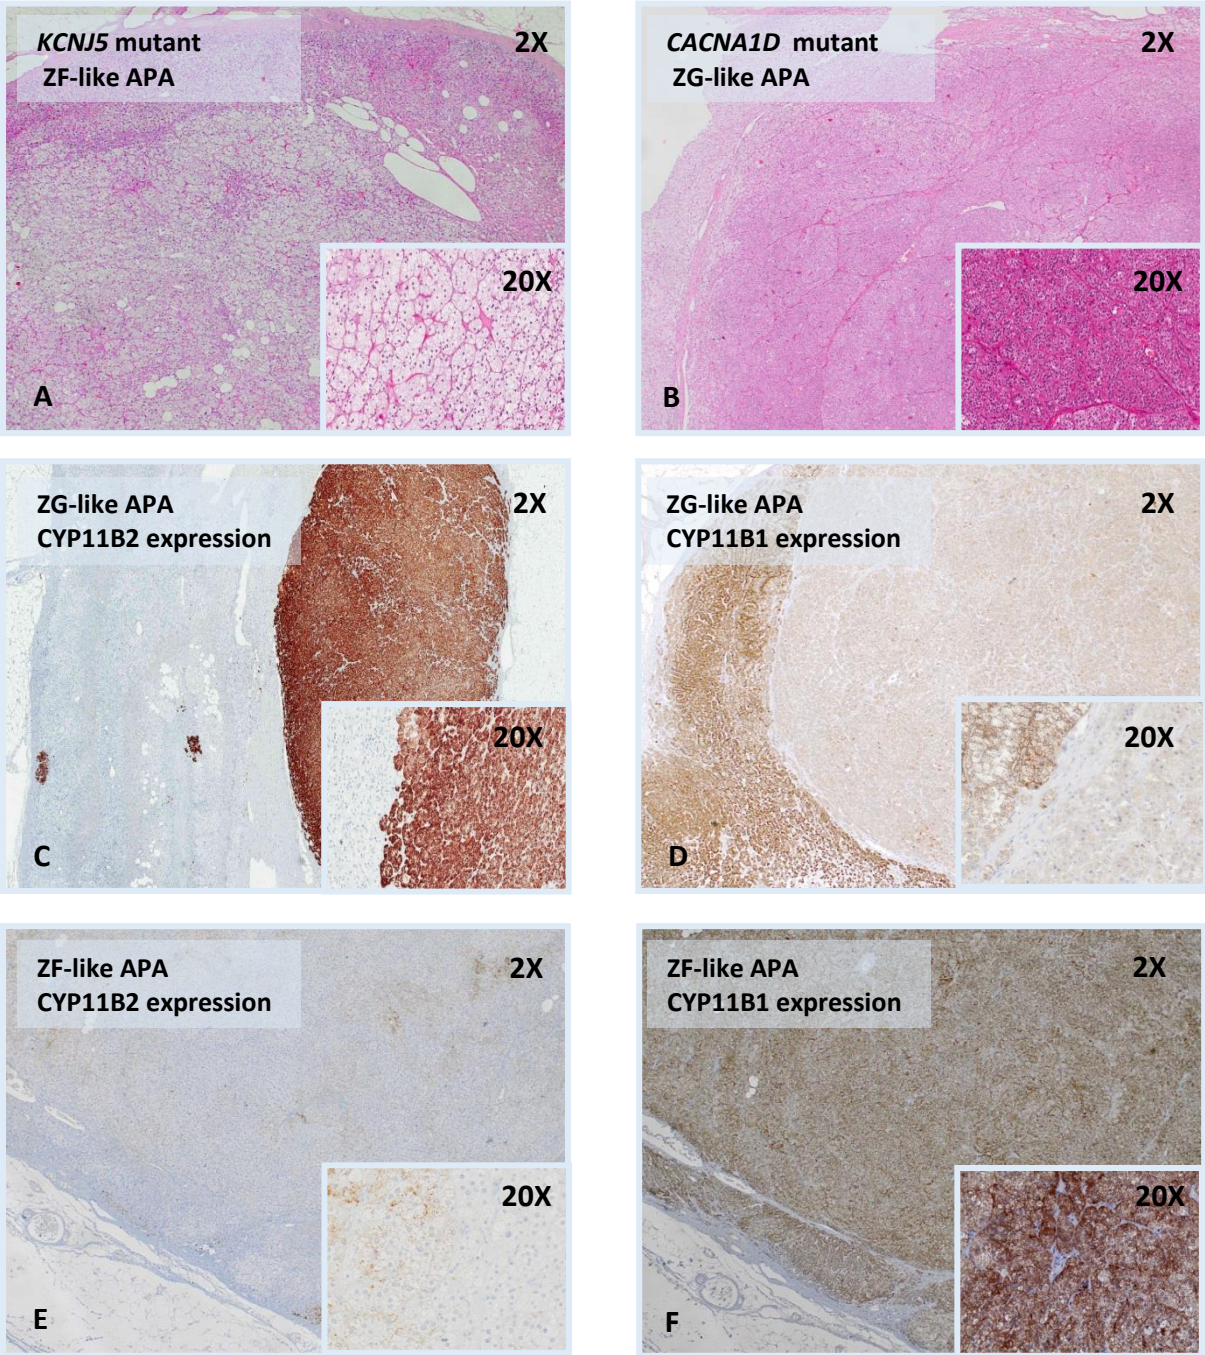 KCNJ5 mutant
ZF-like APA
2X
20X
A
CACNA1D mutant
ZG-like APA
2X
20X
B
ZG-like APA
CYP11B2 expression
2X
20X
C
ZG-like APA
CYP11B1 expression
2X
20X
D
ZF-like APA
CYP11B2 expression
2X
20X
E
ZF-like APA
CYP11B1 expression
2X
20X
F